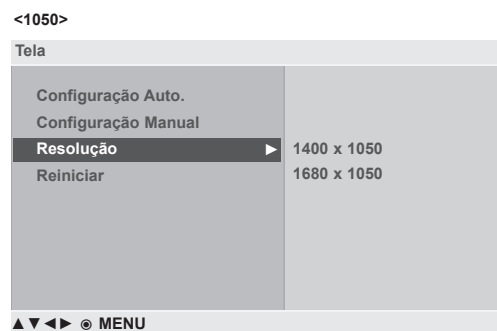 <1050>
Tela
Configuração Auto.
Configuração Manual
Resolução ► 1400 x 1050
Reiniciar 1680 x 1050
▲▼◄► ◉ MENU